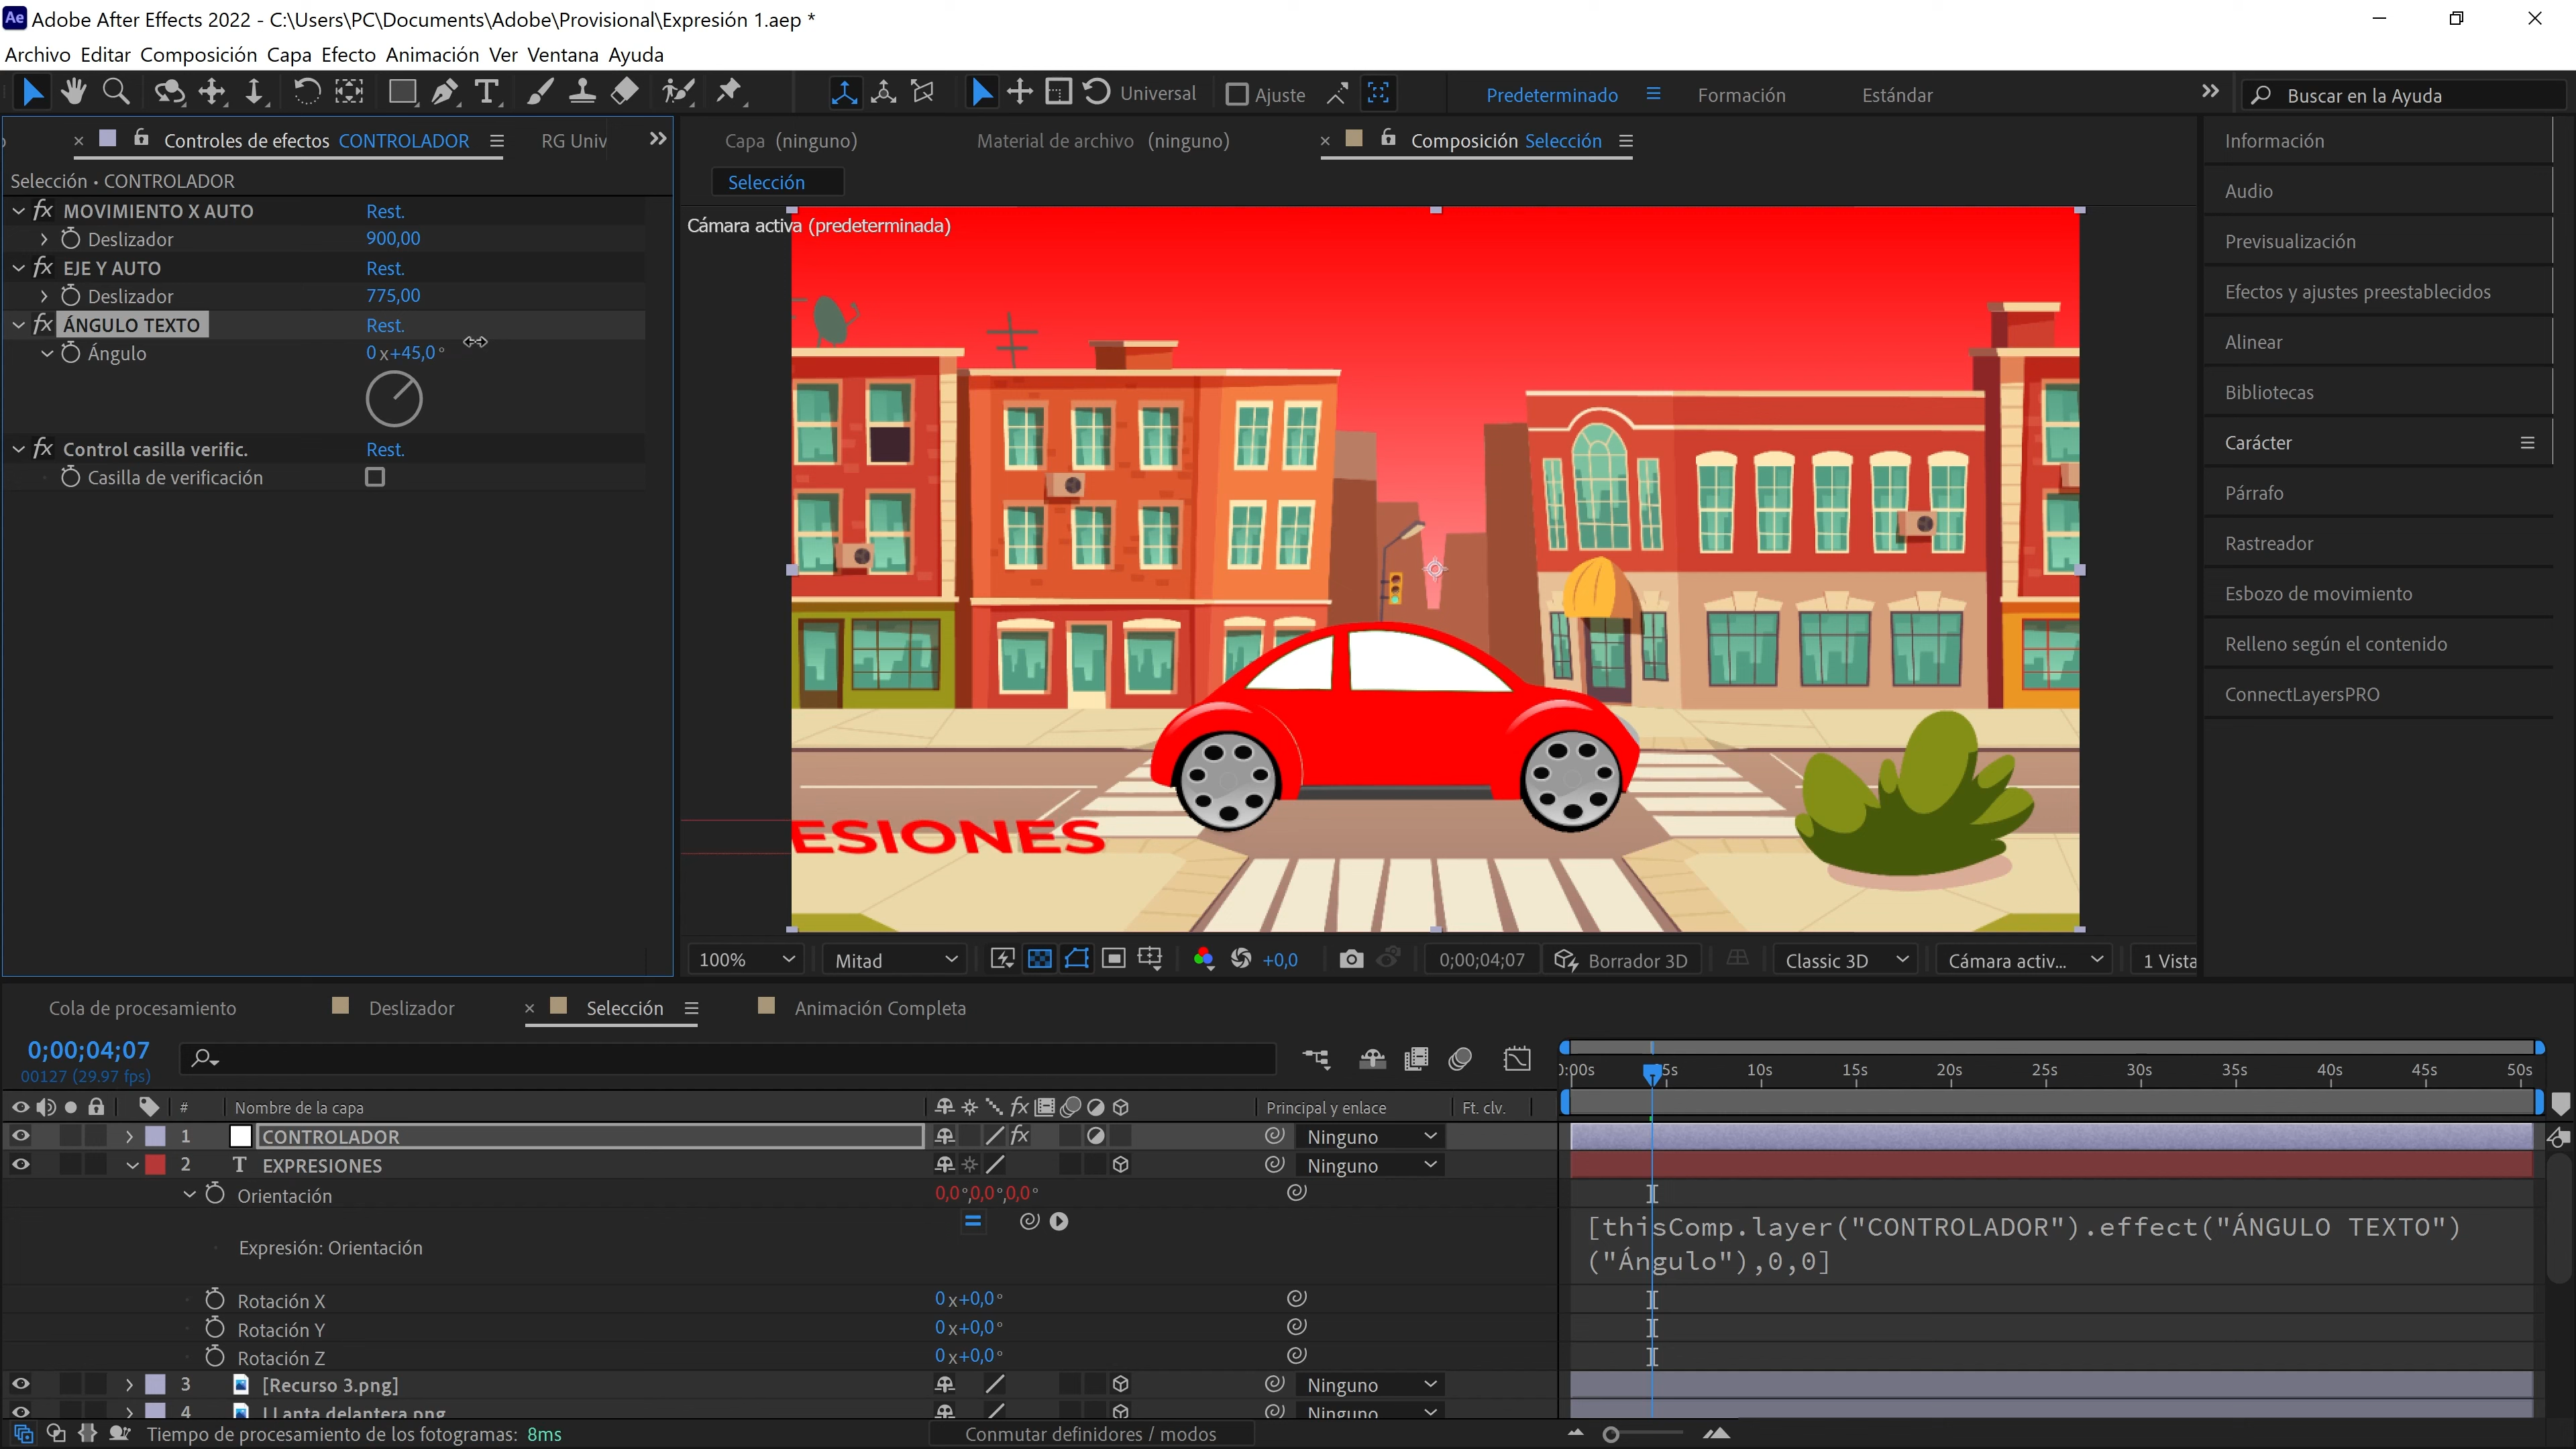 Adobe After Effects 2022 - C:\Users\PC\Documents\Adobe\Provisional\Expresión 1.aep *
Archivo Editar Composición Capa Efecto Animación Ver Ventana Ayuda
Universal Ajuste Predeterminado Formación Estándar Buscar en la Ayuda
Controles de efectos CONTROLADOR RG Univ
Capa (ninguno) Material de archivo (ninguno) Composición Selección
Selección • CONTROLADOR
Selección
MOVIMIENTO X AUTO Rest.
Deslizador 900,00
EJE Y AUTO Rest.
Deslizador 775,00
ÁNGULO TEXTO Rest.
Ángulo 0 x+45,0°
Control casilla verific. Rest.
Casilla de verificación
Cámara activa (predeterminada)
ESIONES
Información
Audio
Previsualización
Efectos y ajustes preestablecidos
Alinear
Bibliotecas
Carácter
Párrafo
Rastreador
Esbozo de movimiento
Relleno según el contenido
ConnectLayersPRO
100% Mitad +0,0 0;00;04;07 Borrador 3D Classic 3D Cámara activ... 1 Vista
Cola de procesamiento Deslizador Selección Animación Completa
0;00;04;07
00127 (29.97 fps)
0:00s 5s 10s 15s 20s 25s 30s 35s 40s 45s 50s
# Nombre de la capa Principal y enlace Ft. clv.
1 CONTROLADOR Ninguno
2 T EXPRESIONES Ninguno
Orientación 0,0°,0,0°,0,0°
Expresión: Orientación
[thisComp.layer("CONTROLADOR").effect("ÁNGULO TEXTO")
("Ángulo"),0,0]
Rotación X 0 x+0,0°
Rotación Y 0 x+0,0°
Rotación Z 0 x+0,0°
3 [Recurso 3.png] Ninguno
4 LLanta delantera.png Ninguno
Tiempo de procesamiento de los fotogramas: 8ms Conmutar definidores / modos